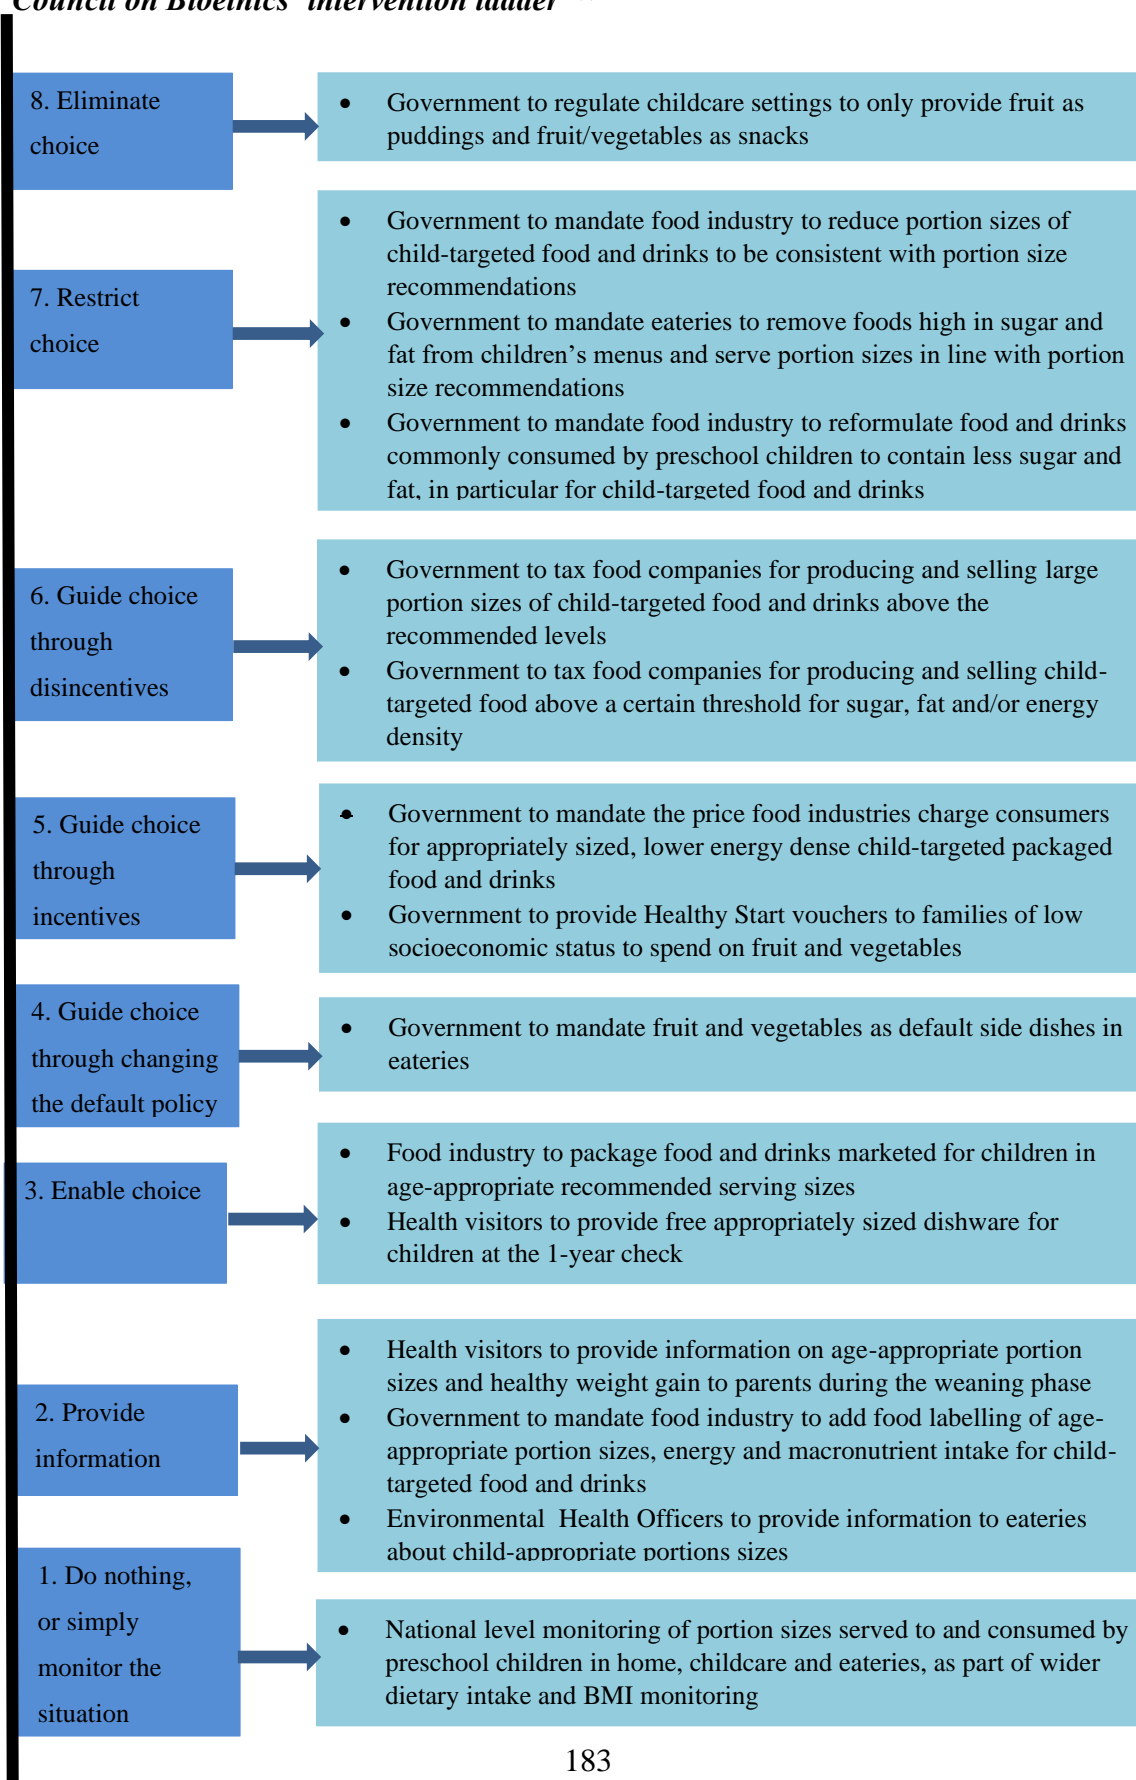 Council on Bioethics' intervention ladder
8. Eliminate
choice
• Government to regulate childcare settings to only provide fruit as
puddings and fruit/vegetables as snacks
7. Restrict
choice
• Government to mandate food industry to reduce portion sizes of
child-targeted food and drinks to be consistent with portion size
recommendations
• Government to mandate eateries to remove foods high in sugar and
fat from children's menus and serve portion sizes in line with portion
size recommendations
• Government to mandate food industry to reformulate food and drinks
commonly consumed by preschool children to contain less sugar and
fat, in particular for child-targeted food and drinks
6. Guide choice
through
disincentives
• Government to tax food companies for producing and selling large
portion sizes of child-targeted food and drinks above the
recommended levels
• Government to tax food companies for producing and selling child-
targeted food above a certain threshold for sugar, fat and/or energy
density
5. Guide choice
through
incentives
• Government to mandate the price food industries charge consumers
for appropriately sized, lower energy dense child-targeted packaged
food and drinks
• Government to provide Healthy Start vouchers to families of low
socioeconomic status to spend on fruit and vegetables
4. Guide choice
through changing
the default policy
• Government to mandate fruit and vegetables as default side dishes in
eateries
3. Enable choice
• Food industry to package food and drinks marketed for children in
age-appropriate recommended serving sizes
• Health visitors to provide free appropriately sized dishware for
children at the 1-year check
2. Provide
information
• Health visitors to provide information on age-appropriate portion
sizes and healthy weight gain to parents during the weaning phase
• Government to mandate food industry to add food labelling of age-
appropriate portion sizes, energy and macronutrient intake for child-
targeted food and drinks
• Environmental Health Officers to provide information to eateries
about child-appropriate portions sizes
1. Do nothing,
or simply
monitor the
situation
• National level monitoring of portion sizes served to and consumed by
preschool children in home, childcare and eateries, as part of wider
dietary intake and BMI monitoring
183